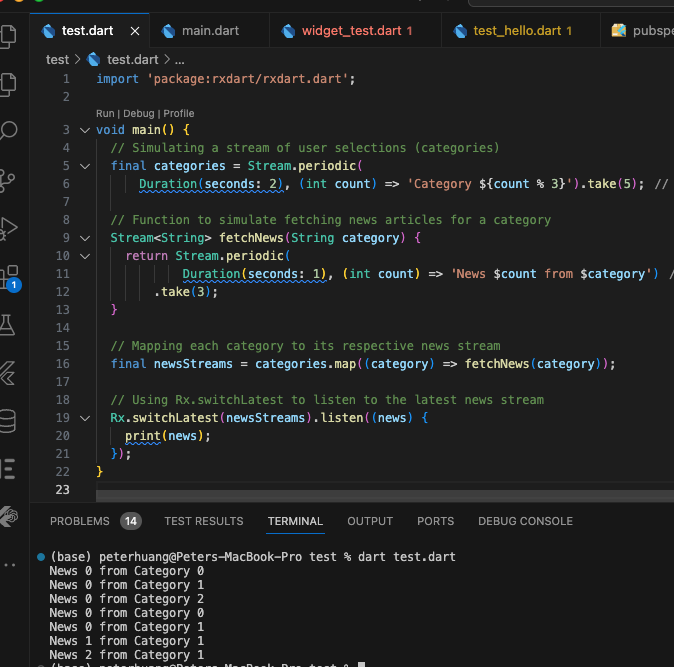 test.dart
main.dart
widget_test.dart 1
test_hello.dart 1
pubspe
test > test.dart > ...
1 import 'package:rxdart/rxdart.dart';
2
Run | Debug | Profile
3 void main() {
4 // Simulating a stream of user selections (categories)
5 final categories = Stream.periodic(
6 Duration(seconds: 2), (int count) => 'Category ${count % 3}').take(5); //
7
8 // Function to simulate fetching news articles for a category
9 Stream<String> fetchNews(String category) {
10 return Stream.periodic(
11 Duration(seconds: 1), (int count) => 'News $count from $category') /
12 .take(3);
13 }
14
15 // Mapping each category to its respective news stream
16 final newsStreams = categories.map((category) => fetchNews(category));
17
18 // Using Rx.switchLatest to listen to the latest news stream
19 Rx.switchLatest(newsStreams).listen((news) {
20 print(news);
21 });
22 }
23
1
PROBLEMS 14 TEST RESULTS TERMINAL OUTPUT PORTS DEBUG CONSOLE
(base) peterhuang@Peters-MacBook-Pro test % dart test.dart
News 0 from Category 0
News 0 from Category 1
News 0 from Category 2
News 0 from Category 0
News 0 from Category 1
News 1 from Category 1
News 2 from Category 1
(base) peterhuang@Peters-MacBook-Pro test %